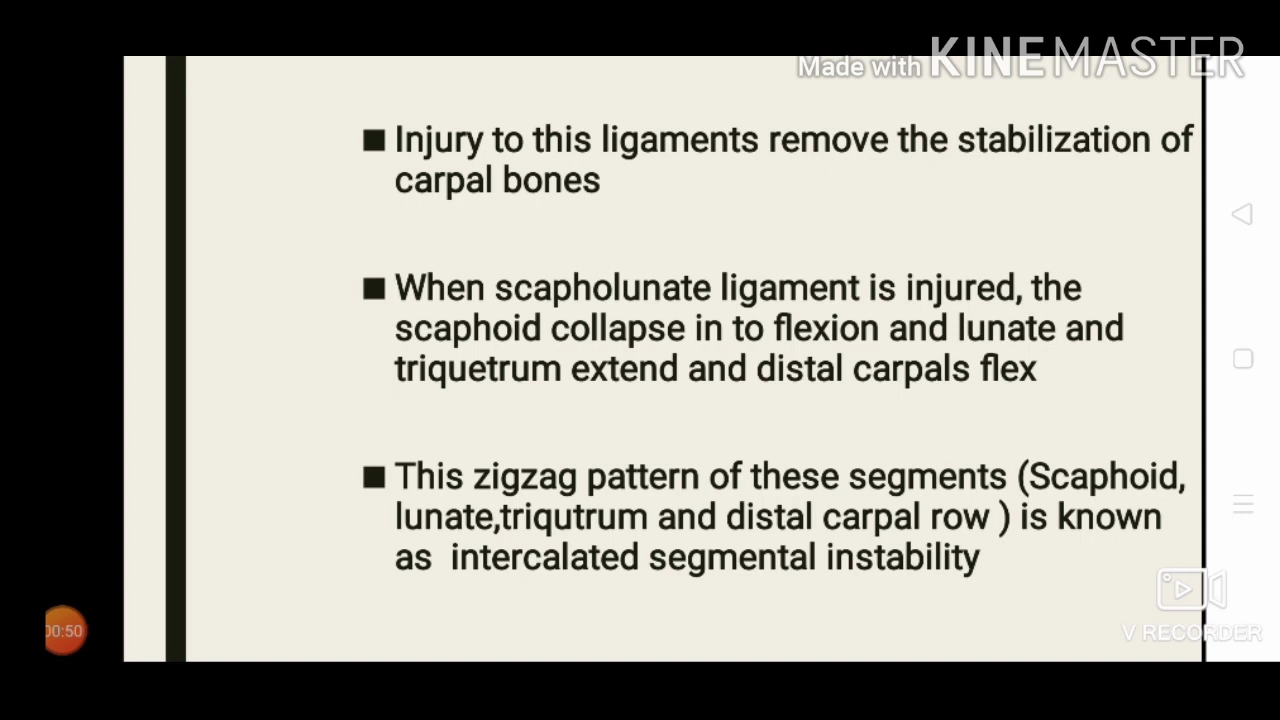 Made with KINEMASTER
■ Injury to this ligaments remove the stabilization of
carpal bones
■ When scapholunate ligament is injured, the
scaphoid collapse in to flexion and lunate and
triquetrum extend and distal carpals flex
■ This zigzag pattern of these segments (Scaphoid,
lunate,triqutrum and distal carpal row ) is known
as  intercalated segmental instability
00:50
V RECORDER